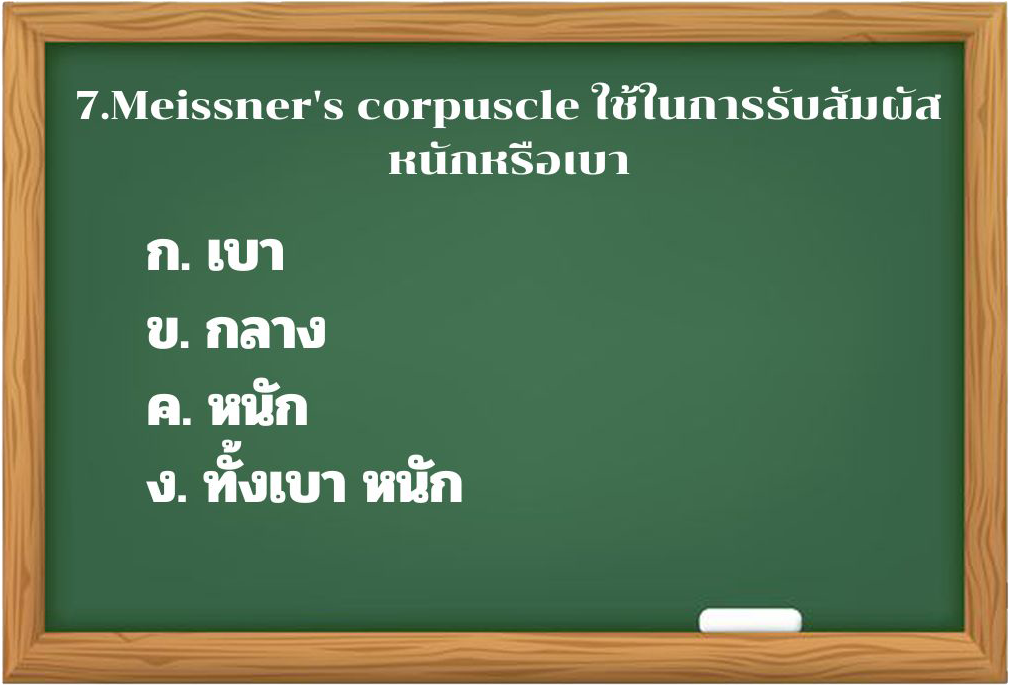 7.Meissner's corpuscle ใช้ในการรับสัมผัส
หนักหรือเบา
ก. เบา
ข. กลาง
ค. หนัก
ง. ทั้งเบา หนัก